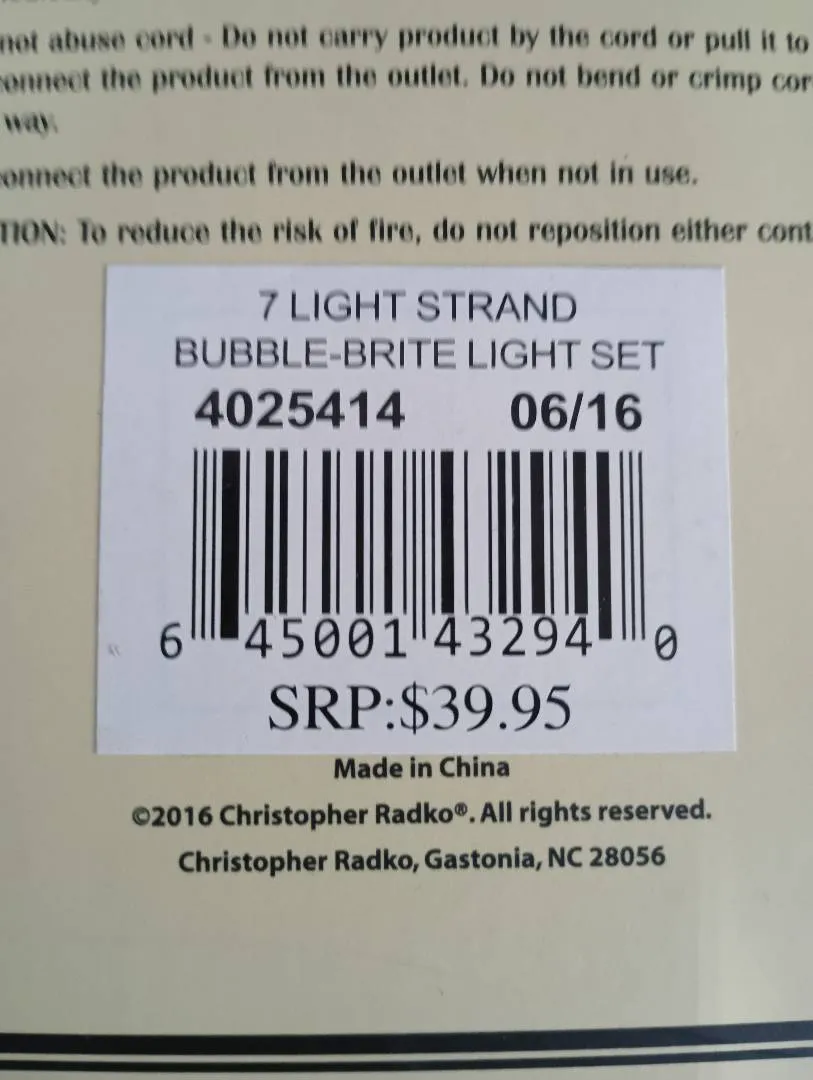 not abuse cord - Do not carry product by the cord or pull it to
connect the product from the outlet. Do not bend or crimp cor
way.
onnect the product from the outlet when not in use.
TION: To reduce the risk of fire, do not reposition either cont
7 LIGHT STRAND
BUBBLE-BRITE LIGHT SET
4025414 06/16
6 45001 43294 0
SRP:$39.95
Made in China
©2016 Christopher Radko®. All rights reserved.
Christopher Radko, Gastonia, NC 28056